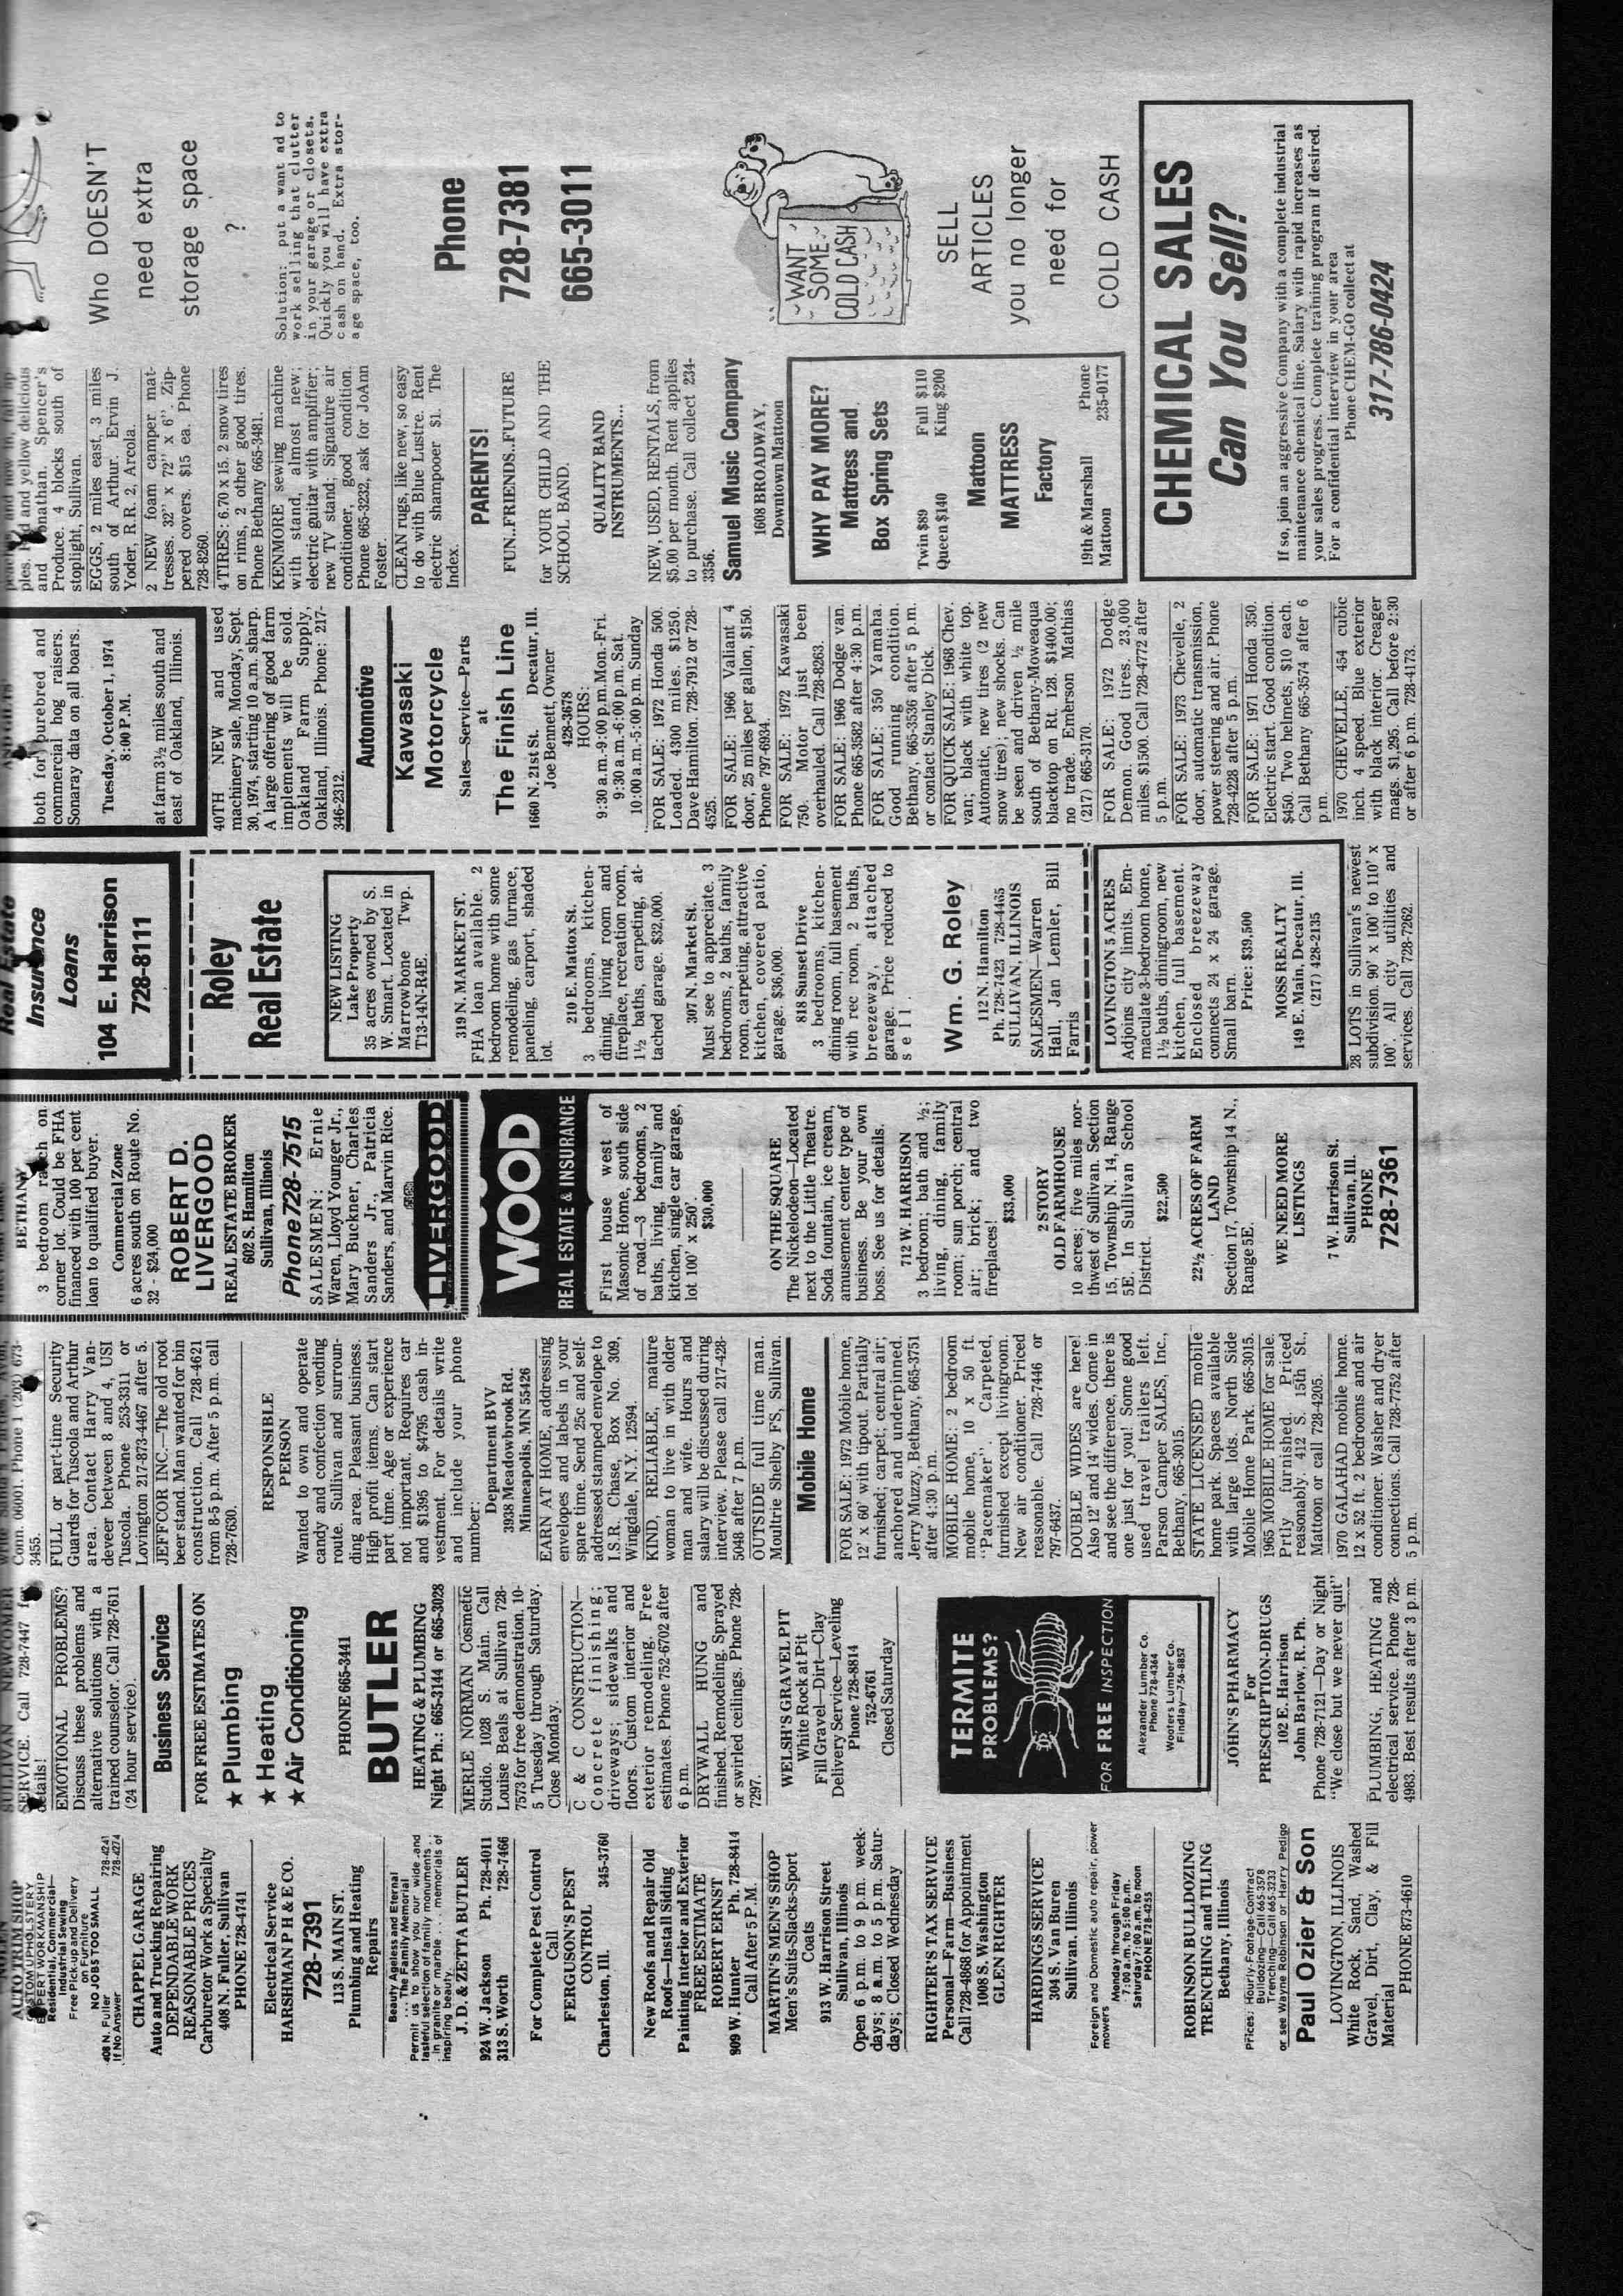 AUTO TRIM SHOP
CUSTOM UPHOLSTERY
EXPERT WORKMANSHIP
Residential, Commercial—
Industrial Sewing
Free Pick-up and Delivery
on Furniture
NO JOBS TOO SMALL
408 N. Fuller 728-4241
If No Answer 728-4274
CHAPPEL GARAGE
Auto and Trucking Repairing
DEPENDABLE WORK
REASONABLE PRICES
Carburetor Work a Specialty
408 N. Fuller, Sullivan
PHONE 728-4741
Electrical Service
HARSHMAN P H & E CO.
728-7391
113 S. MAIN ST.
Plumbing and Heating
Repairs
Beauty Ageless and Eternal
The Family Memorial
Permit us to show you our wide and
tasteful selection of family monuments . . .
in granite or marble . . . memorials of
inspiring beauty.
J. D. & ZETTA BUTLER
924 W. Jackson Ph. 728-4011
313 S. Worth 728-7466
For Complete Pest Control
Call
FERGUSON'S PEST
CONTROL
Charleston, Ill. 345-3760
New Roofs and Repair Old
Roofs—Install Siding
Painting Interior and Exterior
FREE ESTIMATE
ROBERT ERNST
909 W. Hunter Ph. 728-8414
Call After 5 P.M.
MARTIN'S MEN'S SHOP
Men's Suits-Slacks-Sport
Coats
913 W. Harrison Street
Sullivan, Illinois
Open 6 p.m. to 9 p.m. week-
days; 8 a.m. to 5 p.m. Satur-
days; Closed Wednesday
RIGHTER'S TAX SERVICE
Personal—Farm—Business
Call 728-4868 for Appointment
1008 S. Washington
GLEN RIGHTER
HARDINGS SERVICE
304 S. Van Buren
Sullivan, Illinois
Foreign and Domestic auto repair, power
mowers Monday through Friday
7:00 a.m. to 5:00 p.m.
Saturday 7:00 a.m. to noon
PHONE 728-4255
ROBINSON BULLDOZING
TRENCHING and TILING
Bethany, Illinois
Prices: Hourly-Footage-Contract
Bulldozing—Call 665-3578
Trenching—Call 665-3233
or see Wayne Robinson or Harry Pedigo
Paul Ozier & Son
LOVINGTON, ILLINOIS
White Rock, Sand, Washed
Gravel, Dirt, Clay, & Fill
Material
PHONE 873-4610
SULLIVAN NEWCOMER
SERVICE. Call 728-7447 for
details!
EMOTIONAL PROBLEMS?
Discuss these problems and
alternative solutions with a
trained counselor. Call 728-7611
(24 hour service).
Business Service
FOR FREE ESTIMATES ON
★ Plumbing
★ Heating
★ Air Conditioning
PHONE 665-3441
BUTLER
HEATING & PLUMBING
Night Ph.: 665-3144 or 665-3028
MERLE NORMAN Cosmetic
Studio. 1028 S. Main. Call
Louise Beals at Sullivan 728-
7573 for free demonstration. 10-
5 Tuesday through Saturday.
Close Monday.
C & C CONSTRUCTION—
Concrete finishing;
driveways; sidewalks and
floors. Custom interior and
exterior remodeling. Free
estimates. Phone 752-6702 after
6 p.m.
DRYWALL HUNG and
finished. Remodeling. Sprayed
or swirled ceilings. Phone 728-
7297.
WELSH'S GRAVEL PIT
White Rock at Pit
Fill Gravel—Dirt—Clay
Delivery Service—Leveling
Phone 728-8814
752-6761
Closed Saturday
TERMITE
PROBLEMS?
FOR FREE INSPECTION
Alexander Lumber Co.
Phone 728-4364
Wooters Lumber Co.
Findlay—756-8852
JOHN'S PHARMACY
For
PRESCRIPTION-DRUGS
102 E. Harrison
John Barlow, R. Ph.
Phone 728-7121—Day or Night
"We close but we never quit"
PLUMBING, HEATING and
electrical service. Phone 728-
4983. Best results after 3 p.m.
Conn. 06001. Phone 1 (203) 673-
3455.
FULL or part-time Security
Guards for Tuscola and Arthur
area. Contact Harry Van-
deveer between 8 and 4, USI
Tuscola. Phone 253-3311 or
Lovington 217-873-4467 after 5.
JEFFCOR INC.—The old root
beer stand. Man wanted for bin
construction. Call 728-4621
from 8-5 p.m. After 5 p.m. call
728-7630.
RESPONSIBLE
PERSON
Wanted to own and operate
candy and confection vending
route. Sullivan and surroun-
ding area. Pleasant business.
High profit items. Can start
part time. Age or experience
not important. Requires car
and $1395 to $4795 cash in-
vestment. For details write
and include your phone
number:
Department BVV
3938 Meadowbrook Rd.
Minneapolis, MN 55426
EARN AT HOME, addressing
envelopes and labels in your
spare time. Send 25c and self-
addressed stamped envelope to
I.S.R. Chase, Box No. 309,
Wingdale, N.Y. 12594.
KIND, RELIABLE, mature
woman to live in with older
man and wife. Hours and
salary will be discussed during
interview. Please call 217-428-
5048 after 7 p.m.
OUTSIDE full time man.
Moultrie Shelby FS, Sullivan.
Mobile Home
FOR SALE: 1972 Mobile home,
12' x 60' with tipout. Partially
furnished; carpet; central air;
anchored and underpinned.
Jerry Muzzy, Bethany, 665-3751
after 4:30 p.m.
MOBILE HOME: 2 bedroom
mobile home, 10 x 50 ft.
"Pacemaker". Carpeted,
furnished except livingroom.
New air conditioner. Priced
reasonable. Call 728-7446 or
797-6437.
DOUBLE WIDES are here!
Also 12' and 14' wides. Come in
and see the difference, there is
one just for you! Some good
used travel trailers left.
Parson Camper SALES, Inc.,
Bethany, 665-3015.
STATE LICENSED mobile
home park. Spaces available
with large lots. North Side
Mobile Home Park. 665-3015.
1965 MOBILE HOME for sale.
Prtly furnished. Priced
reasonably. 412 S. 15th St.,
Mattoon or call 728-4205.
1970 GALAHAD mobile home.
12 x 52 ft. 2 bedrooms and air
conditioner. Washer and dryer
connections. Call 728-7752 after
5 p.m.
BETHANY
3 bedroom ranch on
corner lot. Could be FHA
financed with 100 per cent
loan to qualified buyer.
Commercial Zone
6 acres south on Route No.
32 - $24,000
ROBERT D.
LIVERGOOD
REAL ESTATE BROKER
602 S. Hamilton
Sullivan, Illinois
Phone 728-7515
SALESMEN: Ernie
Waren, Lloyd Younger Jr.,
Mary Buckner, Charles
Sanders Jr., Patricia
Sanders, and Marvin Rice.
LIVERGOOD
WOOD
REAL ESTATE & INSURANCE
First house west of
Masonic Home, south side
of road.—3 bedrooms, 2
baths, living, family and
kitchen, single car garage,
lot 100' x 250'.
$30,000
ON THE SQUARE
The Nickelodeon—Located
next to the Little Theatre.
Soda fountain, ice cream,
amusement center type of
business. Be your own
boss. See us for details.
712 W. HARRISON
3 bedroom; bath and ½;
living, dining, family
room; sun porch; central
air; brick; and two
fireplaces!
$33,000
2 STORY
OLD FARMHOUSE
10 acres; five miles nor-
thwest of Sullivan. Section
15, Township N. 14, Range
5E. In Sullivan School
District.
$22,500
22½ ACRES OF FARM
LAND
Section 17, Township 14 N.,
Range 5E.
WE NEED MORE
LISTINGS
7 W. Harrison St.
Sullivan, Ill.
PHONE
728-7361
Real Estate
Insurance
Loans
104 E. Harrison
728-8111
Roley
Real Estate
NEW LISTING
Lake Property
35 acres owned by S.
W. Smart. Located in
Marrowbone Twp.
T13-14N-R4E.
319 N. MARKET ST.
FHA loan available. 2
bedroom home with some
remodeling, gas furnace,
paneling, carport, shaded
lot.
210 E. Mattox St.
3 bedrooms, kitchen-
dining, living room and
fireplace, recreation room,
1½ baths, carpeting, at-
tached garage. $32,000.
307 N. Market St.
Must see to appreciate. 3
bedrooms, 2 baths, family
room, carpeting, attractive
kitchen, covered patio,
garage. $36,000.
818 Sunset Drive
3 bedrooms, kitchen-
dining room, full basement
with rec room, 2 baths,
breezeway, attached
garage. Price reduced to
sell.
Wm. G. Roley
112 N. Hamilton
Ph. 728-7423 728-4465
SULLIVAN, ILLINOIS
SALESMEN—Warren
Hall, Jan Lemler, Bill
Farris
LOVINGTON 5 ACRES
Adjoins city limits. Em-
maculate 3-bedroom home,
1½ baths, diningroom, new
kitchen, full basement.
Enclosed breezeway
connects 24 x 24 garage.
Small barn.
Price: $39,500
MOSS REALTY
149 E. Main, Decatur, Ill.
(217) 428-2135
28 LOTS in Sullivan's newest
subdivision. 90' x 100' to 110' x
100'. All city utilities and
services. Call 728-7262.
both for purebred and
commercial hog raisers.
Sonaray data on all boars.
Tuesday, October 1, 1974
8:00 P.M.
at farm 3½ miles south and
east of Oakland, Illinois.
40TH NEW and used
machinery sale, Monday, Sept.
30, 1974, starting 10 a.m. sharp.
A large offering of good farm
implements will be sold.
Oakland Farm Supply,
Oakland, Illinois. Phone: 217-
346-2312.
Automotive
Kawasaki
Motorcycle
Sales—Service—Parts
at
The Finish Line
1660 N. 21st St. Decatur, Ill.
Joe Bennett, Owner
428-3678
HOURS:
9:30 a.m.-9:00 p.m. Mon.-Fri.
9:30 a.m.-6:00 p.m. Sat.
10:00 a.m.-5:00 p.m. Sunday
FOR SALE: 1972 Honda 500.
Loaded. 4300 miles. $1250.
Dave Hamilton. 728-7912 or 728-
4525.
FOR SALE: 1966 Valiant 4
door, 25 miles per gallon, $150.
Phone 797-6934.
FOR SALE: 1972 Kawasaki
750. Motor just been
overhauled. Call 728-8263.
FOR SALE: 1966 Dodge van.
Phone 665-3582 after 4:30 p.m.
FOR SALE: 350 Yamaha.
Good running condition.
Bethany, 665-3536 after 5 p.m.
or contact Stanley Dick.
FOR QUICK SALE: 1968 Chev.
van; black with white top.
Automatic, new tires (2 new
snow tires); new shocks. Can
be seen and driven ½ mile
south of Bethany-Moweaqua
blacktop on Rt. 128. $1400.00;
no trade. Emerson Mathias
(217) 665-3170.
FOR SALE: 1972 Dodge
Demon. Good tires. 23,000
miles. $1500. Call 728-4772 after
5 p.m.
FOR SALE: 1973 Chevelle, 2
door, automatic transmission,
power steering and air. Phone
728-4228 after 5 p.m.
FOR SALE: 1971 Honda 350.
Electric start. Good condition.
$450. Two helmets, $10 each.
Call Bethany 665-3574 after 6
p.m.
1970 CHEVELLE, 454 cubic
inch. 4 speed. Blue exterior
with black interior. Creager
mags. $1,295. Call before 2:30
or after 6 p.m. 728-4173.
ples, Red and yellow delicious
and Jonathan. Spencer's
Produce. 4 blocks south of
stoplight, Sullivan.
EGGS, 2 miles east, 3 miles
south of Arthur. Ervin J.
Yoder, R.R. 2, Arcola.
2 NEW foam camper mat-
tresses. 32" x 72" x 6". Zip-
pered covers. $15 ea. Phone
728-8260.
4 TIRES: 6.70 x 15. 2 snow tires
on rims, 2 other good tires.
Phone Bethany 665-3481.
KENMORE sewing machine
with stand, almost new;
electric guitar with amplifier;
new TV stand; Signature air
conditioner, good condition.
Phone 665-3232, ask for JoAnn
Foster.
CLEAN rugs, like new, so easy
to do with Blue Lustre. Rent
electric shampooer $1. The
Index.
PARENTS!
FUN..FRIENDS..FUTURE
for YOUR CHILD AND THE
SCHOOL BAND.
QUALITY BAND
INSTRUMENTS...
NEW, USED, RENTALS, from
$5.00 per month. Rent applies
to purchase. Call collect 234-
3356.
Samuel Music Company
1608 BROADWAY,
Downtown Mattoon
WHY PAY MORE?
Mattress and
Box Spring Sets
Twin $89 Full $110
Queen $140 King $200
Mattoon
MATTRESS
Factory
19th & Marshall Phone
Mattoon 235-0177
Who DOESN'T
need extra
storage space
?
Solution: put a want ad to
work selling that clutter
in your garage or closets.
Quickly you will have extra
cash on hand. Extra stor-
age space, too.
Phone
728-7381
665-3011
WANT
SOME
COLD CASH
SELL
ARTICLES
you no longer
need for
COLD CASH
CHEMICAL SALES
Can You Sell?
If so, join an aggressive Company with a complete industrial
maintenance chemical line. Salary with rapid increases as
your sales progress. Complete training program if desired.
For a confidential interview in your area
Phone CHEM-GO collect at
317-786-0424